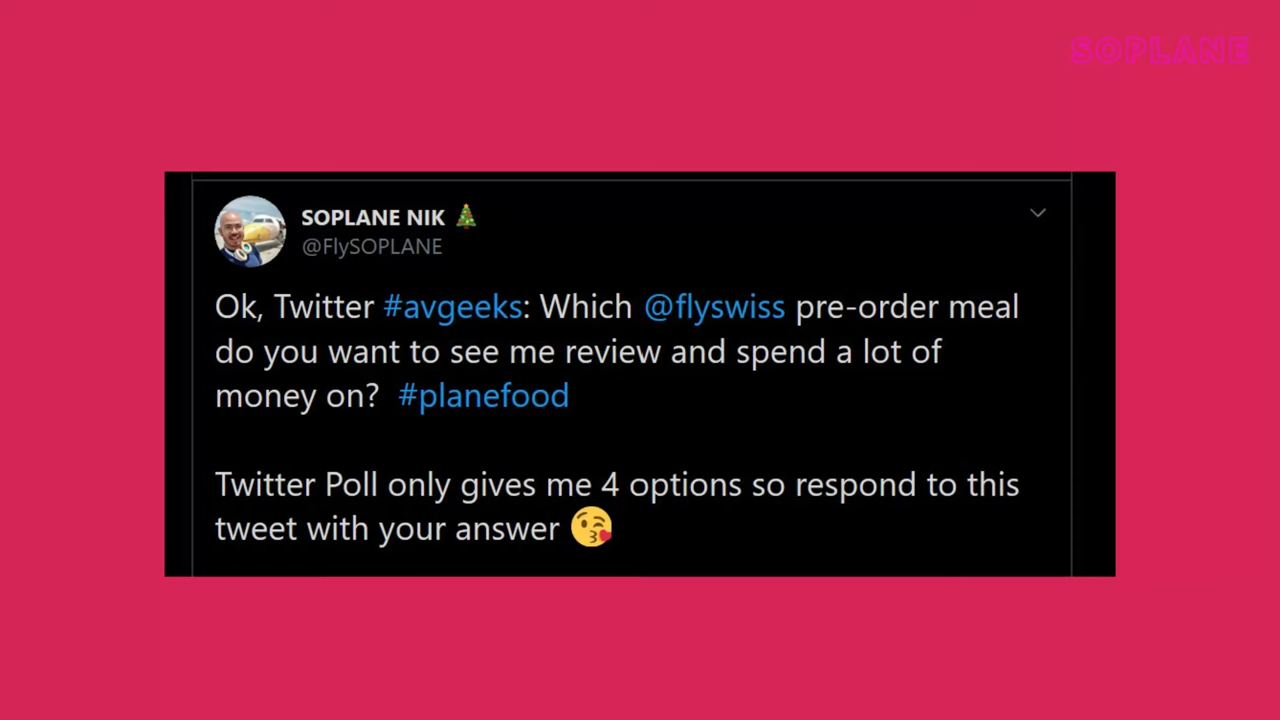 SOPLANE
SOPLANE NIK 🎄
@FlySOPLANE
Ok, Twitter #avgeeks: Which @flyswiss pre-order meal
do you want to see me review and spend a lot of
money on? #planefood
Twitter Poll only gives me 4 options so respond to this
tweet with your answer 😘